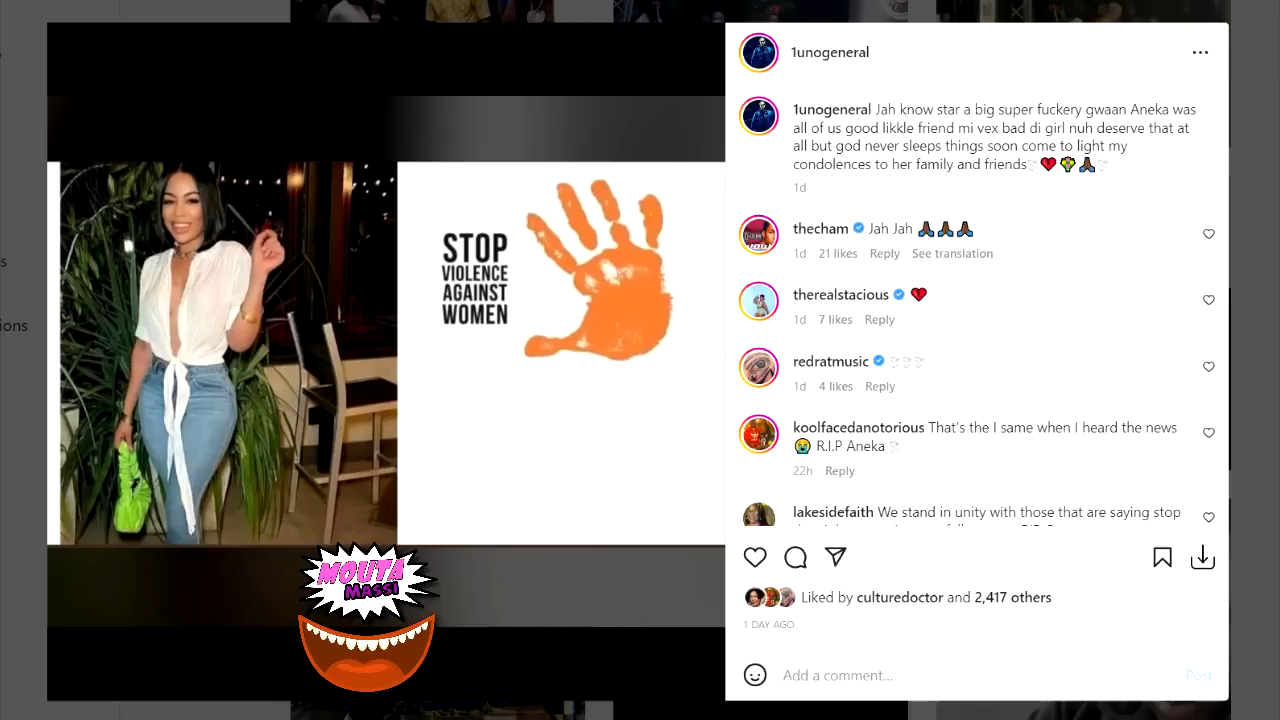 1unogeneral
1unogeneral Jah know star a big super fuckery gwaan Aneka was
all of us good likkle friend mi vex bad di girl nuh deserve that at
all but god never sleeps things soon come to light my
condolences to her family and friends🕊❤️💐🙏🏾🕊
1d
thecham Jah Jah 🙏🏿🙏🏿🙏🏿
1d 21 likes Reply See translation
therealstacious ❤️
1d 7 likes Reply
redratmusic 🕊🕊🕊
1d 4 likes Reply
koolfacedanotorious That's the I same when I heard the news
😭 R.I.P Aneka 🕊
22h Reply
lakesidefaith We stand in unity with those that are saying stop
Liked by culturedoctor and 2,417 others
1 DAY AGO
Add a comment...
Post
STOP
VIOLENCE
AGAINST
WOMEN
MOUTA
MASSI
s
ions